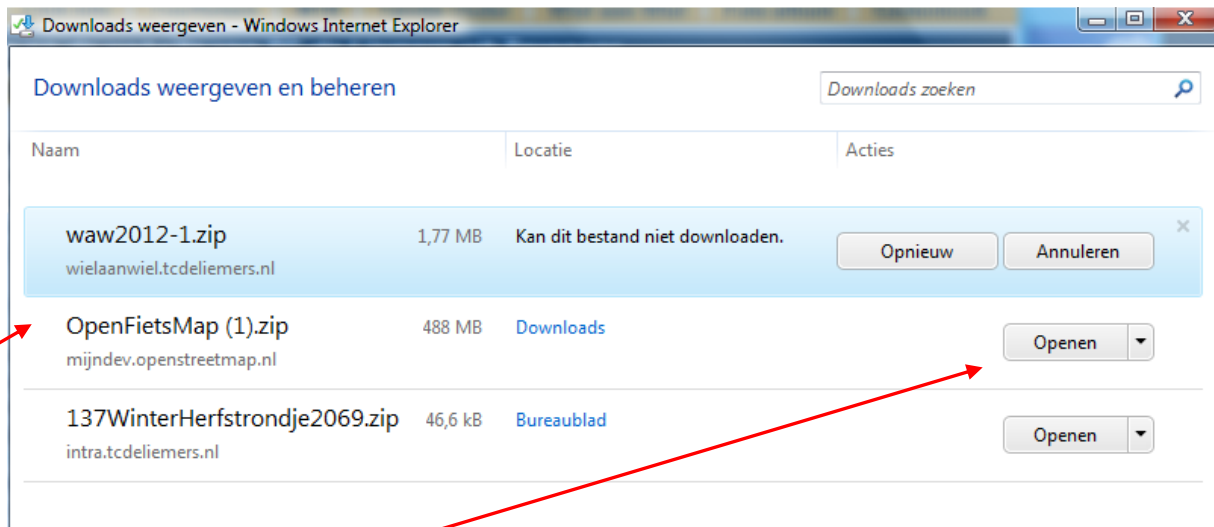 Downloads weergeven - Windows Internet Explorer
Downloads weergeven en beheren
Downloads zoeken
Naam Locatie Acties
waw2012-1.zip 1,77 MB Kan dit bestand niet downloaden. Opnieuw Annuleren
wielaanwiel.tcdeliemers.nl
OpenFietsMap (1).zip 488 MB Downloads Openen
mijndev.openstreetmap.nl
137WinterHerfstrondje2069.zip 46,6 kB Bureaublad Openen
intra.tcdeliemers.nl